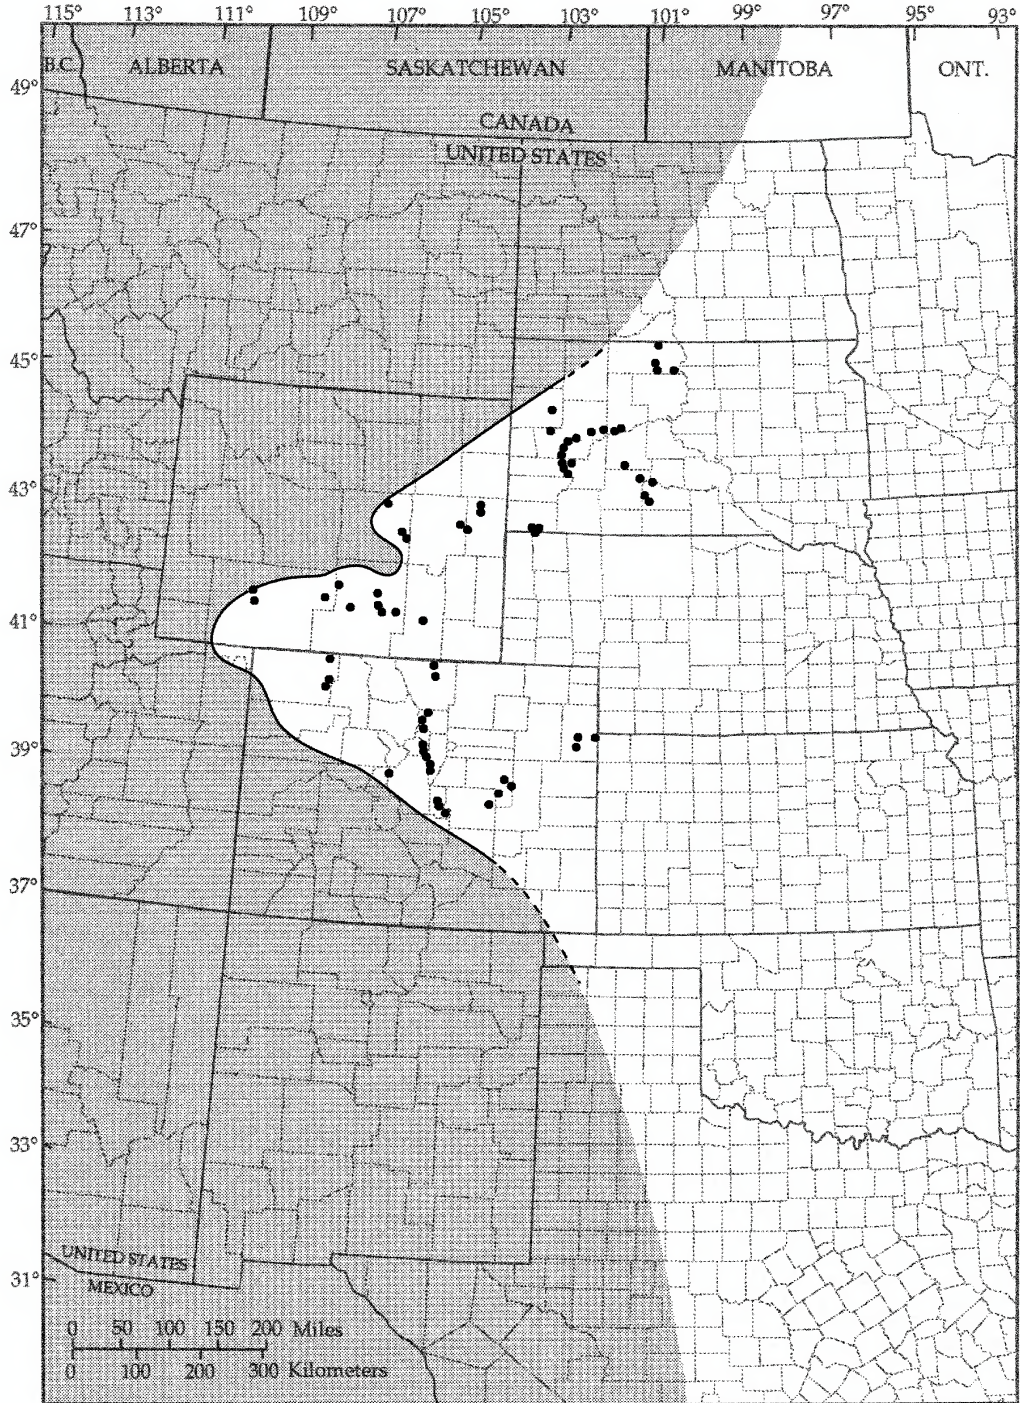 115° 113° 111° 109° 107° 105° 103° 101° 99° 97° 95° 93°
B.C. ALBERTA SASKATCHEWAN MANITOBA ONT.
49°
CANADA
UNITED STATES
47°
45°
43°
41°
39°
37°
35°
33°
UNITED STATES
31°
MEXICO
0 50 100 150 200 Miles
0 100 200 300 Kilometers